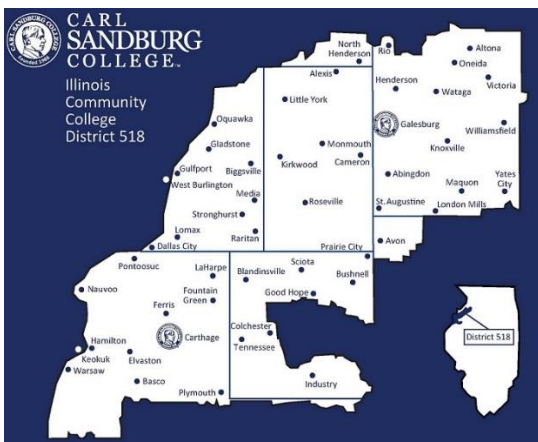 CARL
SANDBURG
COLLEGE™
Illinois
Community
College
District 518
North
Henderson
Rio
Altona
Alexis
Oneida
Henderson
Victoria
Little York
Wataga
Oquawka
Galesburg
Williamsfield
Gladstone
Monmouth
Knoxville
Kirkwood
Cameron
Gulfport
Biggsville
West Burlington
Abingdon
Maquon
Yates
City
Media
Roseville
St. Augustine
London Mills
Stronghurst
Lomax
Raritan
Dallas City
Prairie City
Avon
Pontoosuc
LaHarpe
Blandinsville
Sciota
Bushnell
Nauvoo
Fountain
Green
Good Hope
Ferris
Carthage
Colchester
Tennessee
District 518
Hamilton
Keokuk
Elvaston
Warsaw
Basco
Plymouth
Industry